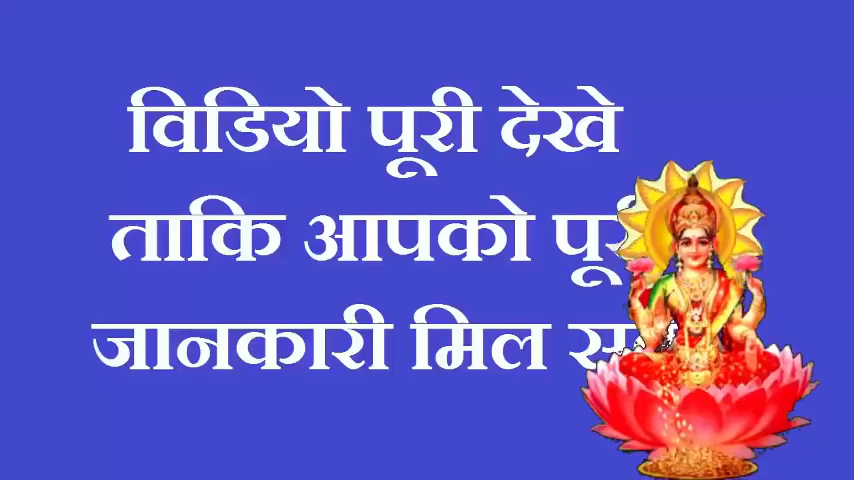 विडियो पूरी देखे
ताकि आपको
जानकारी मिल